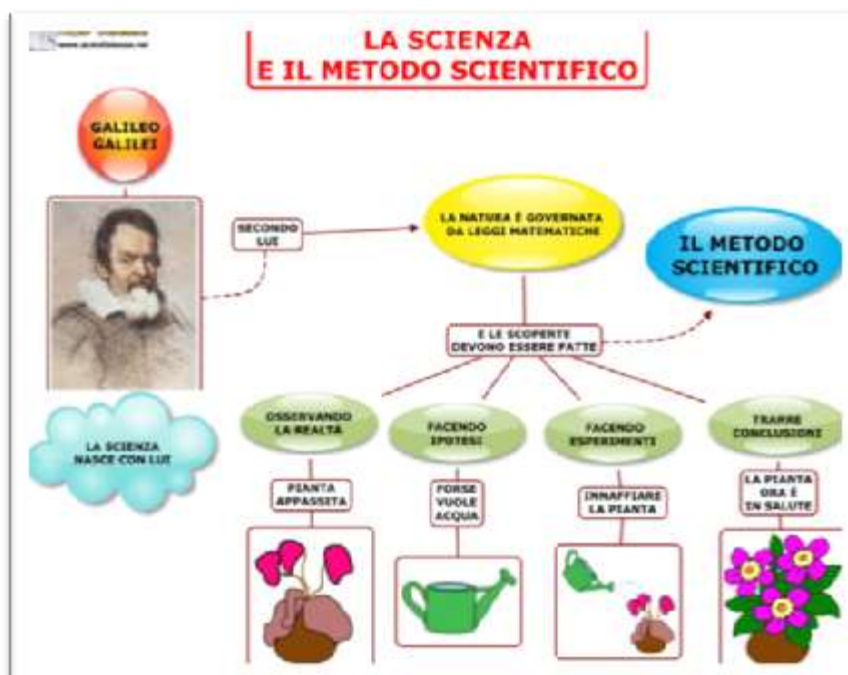 LA SCIENZA
E IL METODO SCIENTIFICO
GALILEO
GALILEI
SECONDO
LUI
LA NATURA È GOVERNATA
DA LEGGI MATEMATICHE
IL METODO
SCIENTIFICO
E LE SCOPERTE
DEVONO ESSERE FATTE
LA SCIENZA
NASCE CON LUI
OSSERVANDO
LA REALTÀ
FACENDO
IPOTESI
FACENDO
ESPERIMENTI
TRARRE
CONCLUSIONI
PIANTA
APPASSITA
FORSE
VUOLE
ACQUA
INNAFFIARE
LA PIANTA
LA PIANTA
ORA È
IN SALUTE